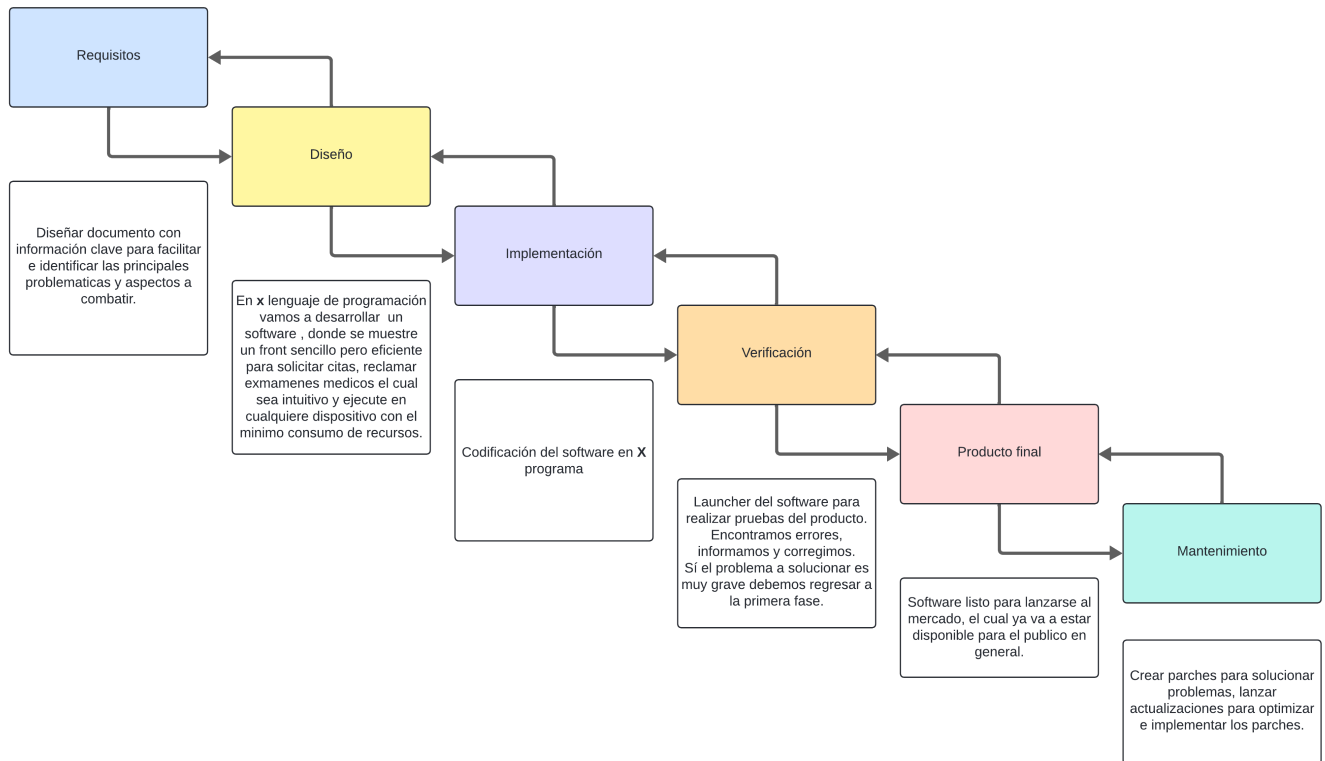 Requisitos
Diseño
Implementación
Verificación
Producto final
Mantenimiento
Diseñar documento con
información clave para facilitar
e identificar las principales
problematicas y aspectos a
combatir.
En x lenguaje de programación
vamos a desarrollar un
software , donde se muestre
un front sencillo pero eficiente
para solicitar citas, reclamar
exmamenes medicos el cual
sea intuitivo y ejecute en
cualquiere dispositivo con el
minimo consumo de recursos.
Codificación del software en X
programa
Launcher del software para
realizar pruebas del producto.
Encontramos errores,
informamos y corregimos.
Sí el problema a solucionar es
muy grave debemos regresar a
la primera fase.
Software listo para lanzarse al
mercado, el cual ya va a estar
disponible para el publico en
general.
Crear parches para solucionar
problemas, lanzar
actualizaciones para optimizar
e implementar los parches.